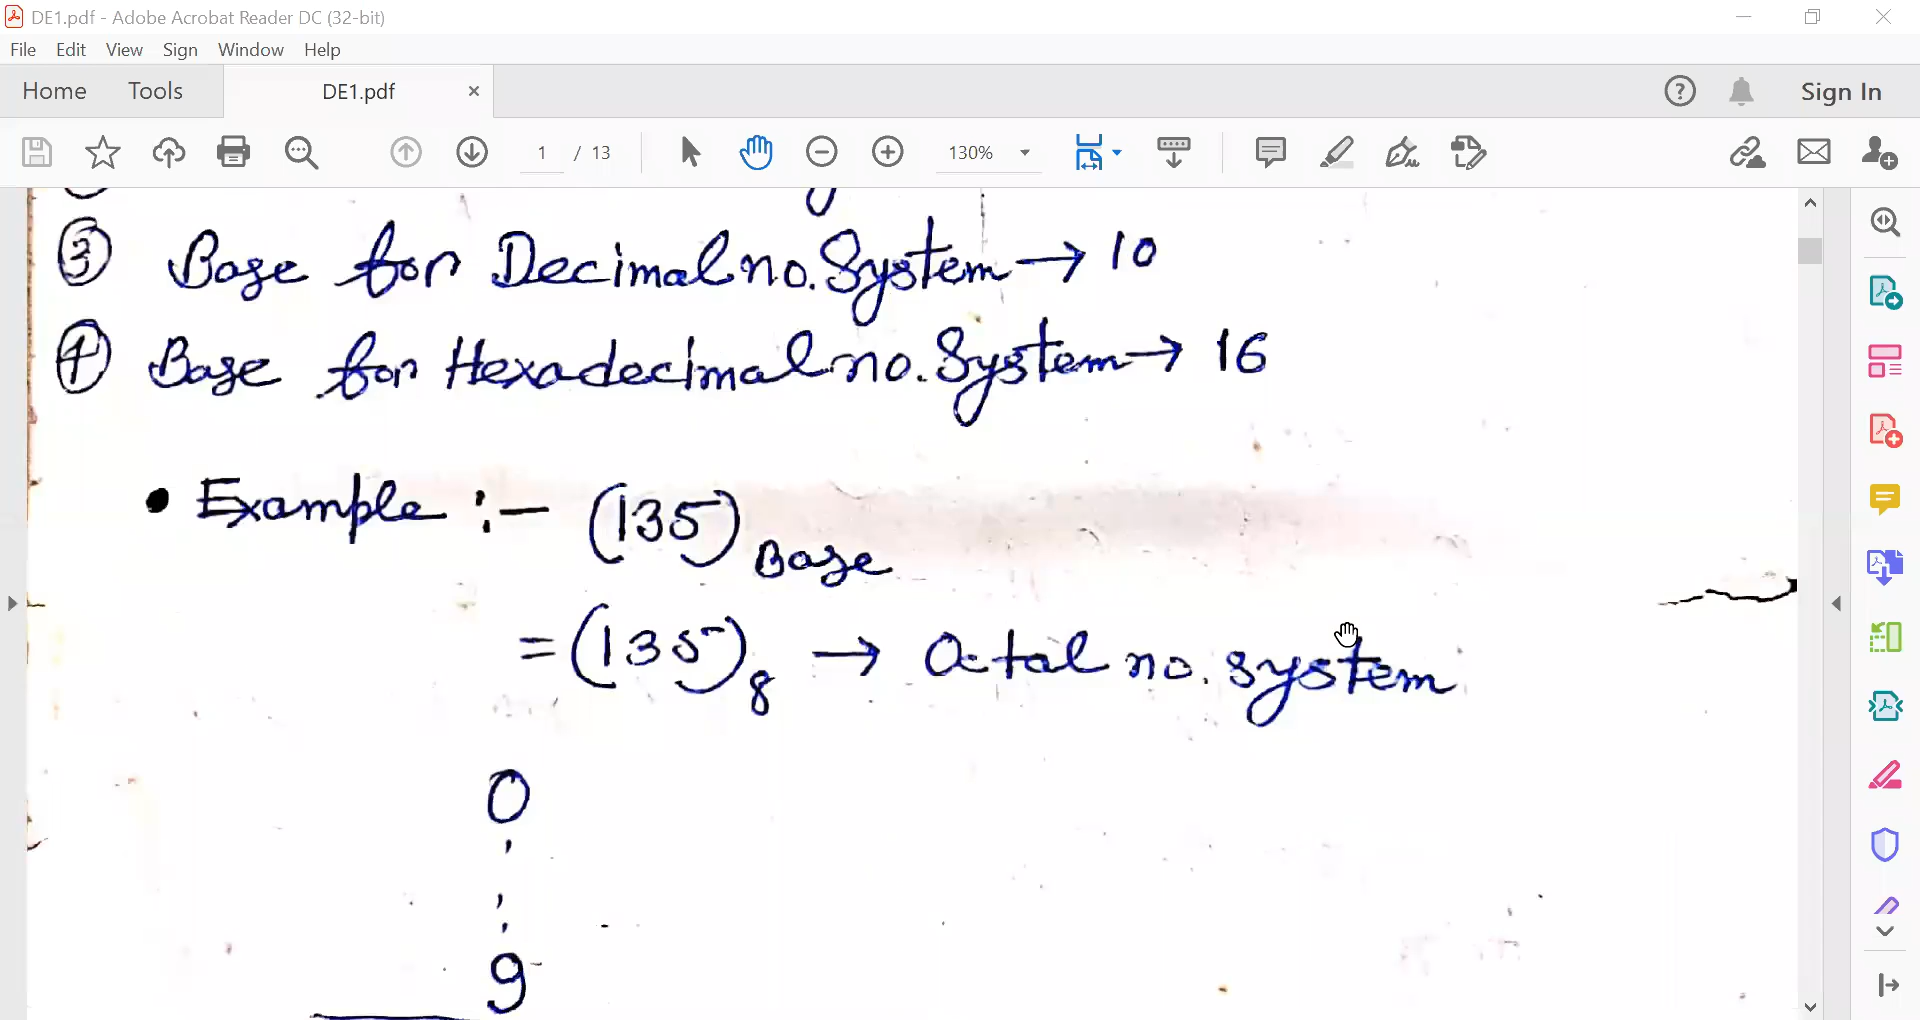 DE1.pdf - Adobe Acrobat Reader DC (32-bit)
File Edit View Sign Window Help
Home Tools DE1.pdf × ? Sign In
1 / 13 130%
③ Base for Decimal no. System → 10
④ Base for Hexadecimal no. System → 16
• Example :- (135)Base
= (135)8 → Octal no. system
0
9